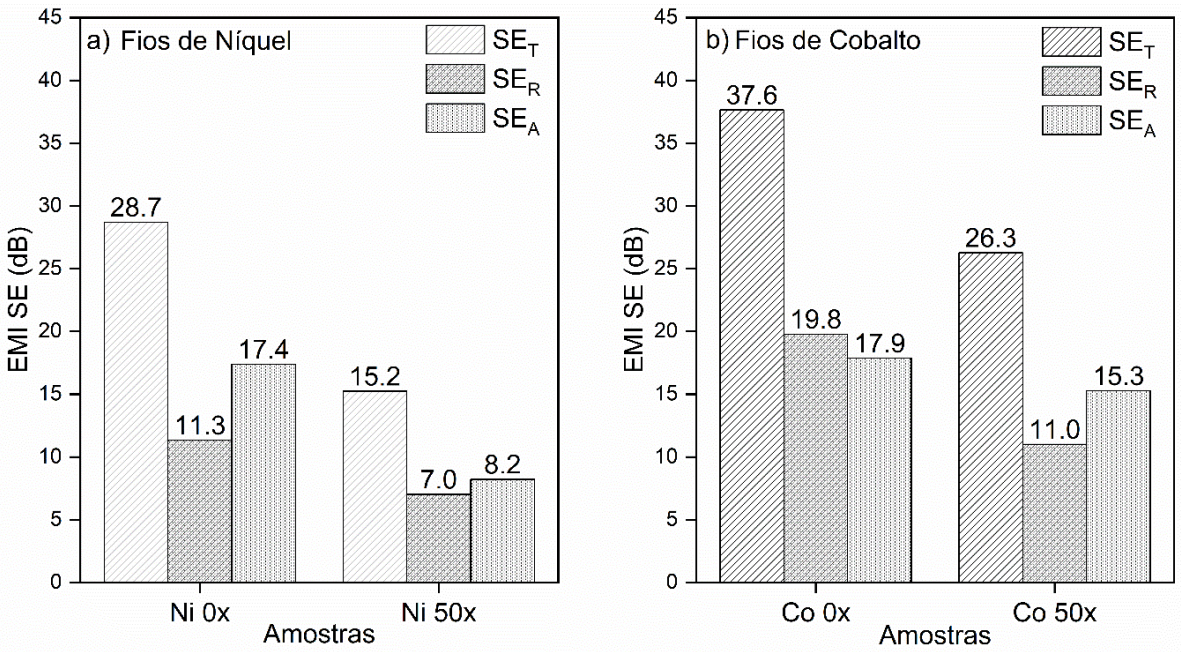 a) Fios de Níquel
SE_T
SE_R
SE_A
EMI SE (dB)
45
40
35
30
25
20
15
10
5
0
28.7
11.3
17.4
15.2
7.0
8.2
Ni 0x
Ni 50x
Amostras
b) Fios de Cobalto
SE_T
SE_R
SE_A
EMI SE (dB)
45
40
35
30
25
20
15
10
5
0
37.6
19.8
17.9
26.3
11.0
15.3
Co 0x
Co 50x
Amostras